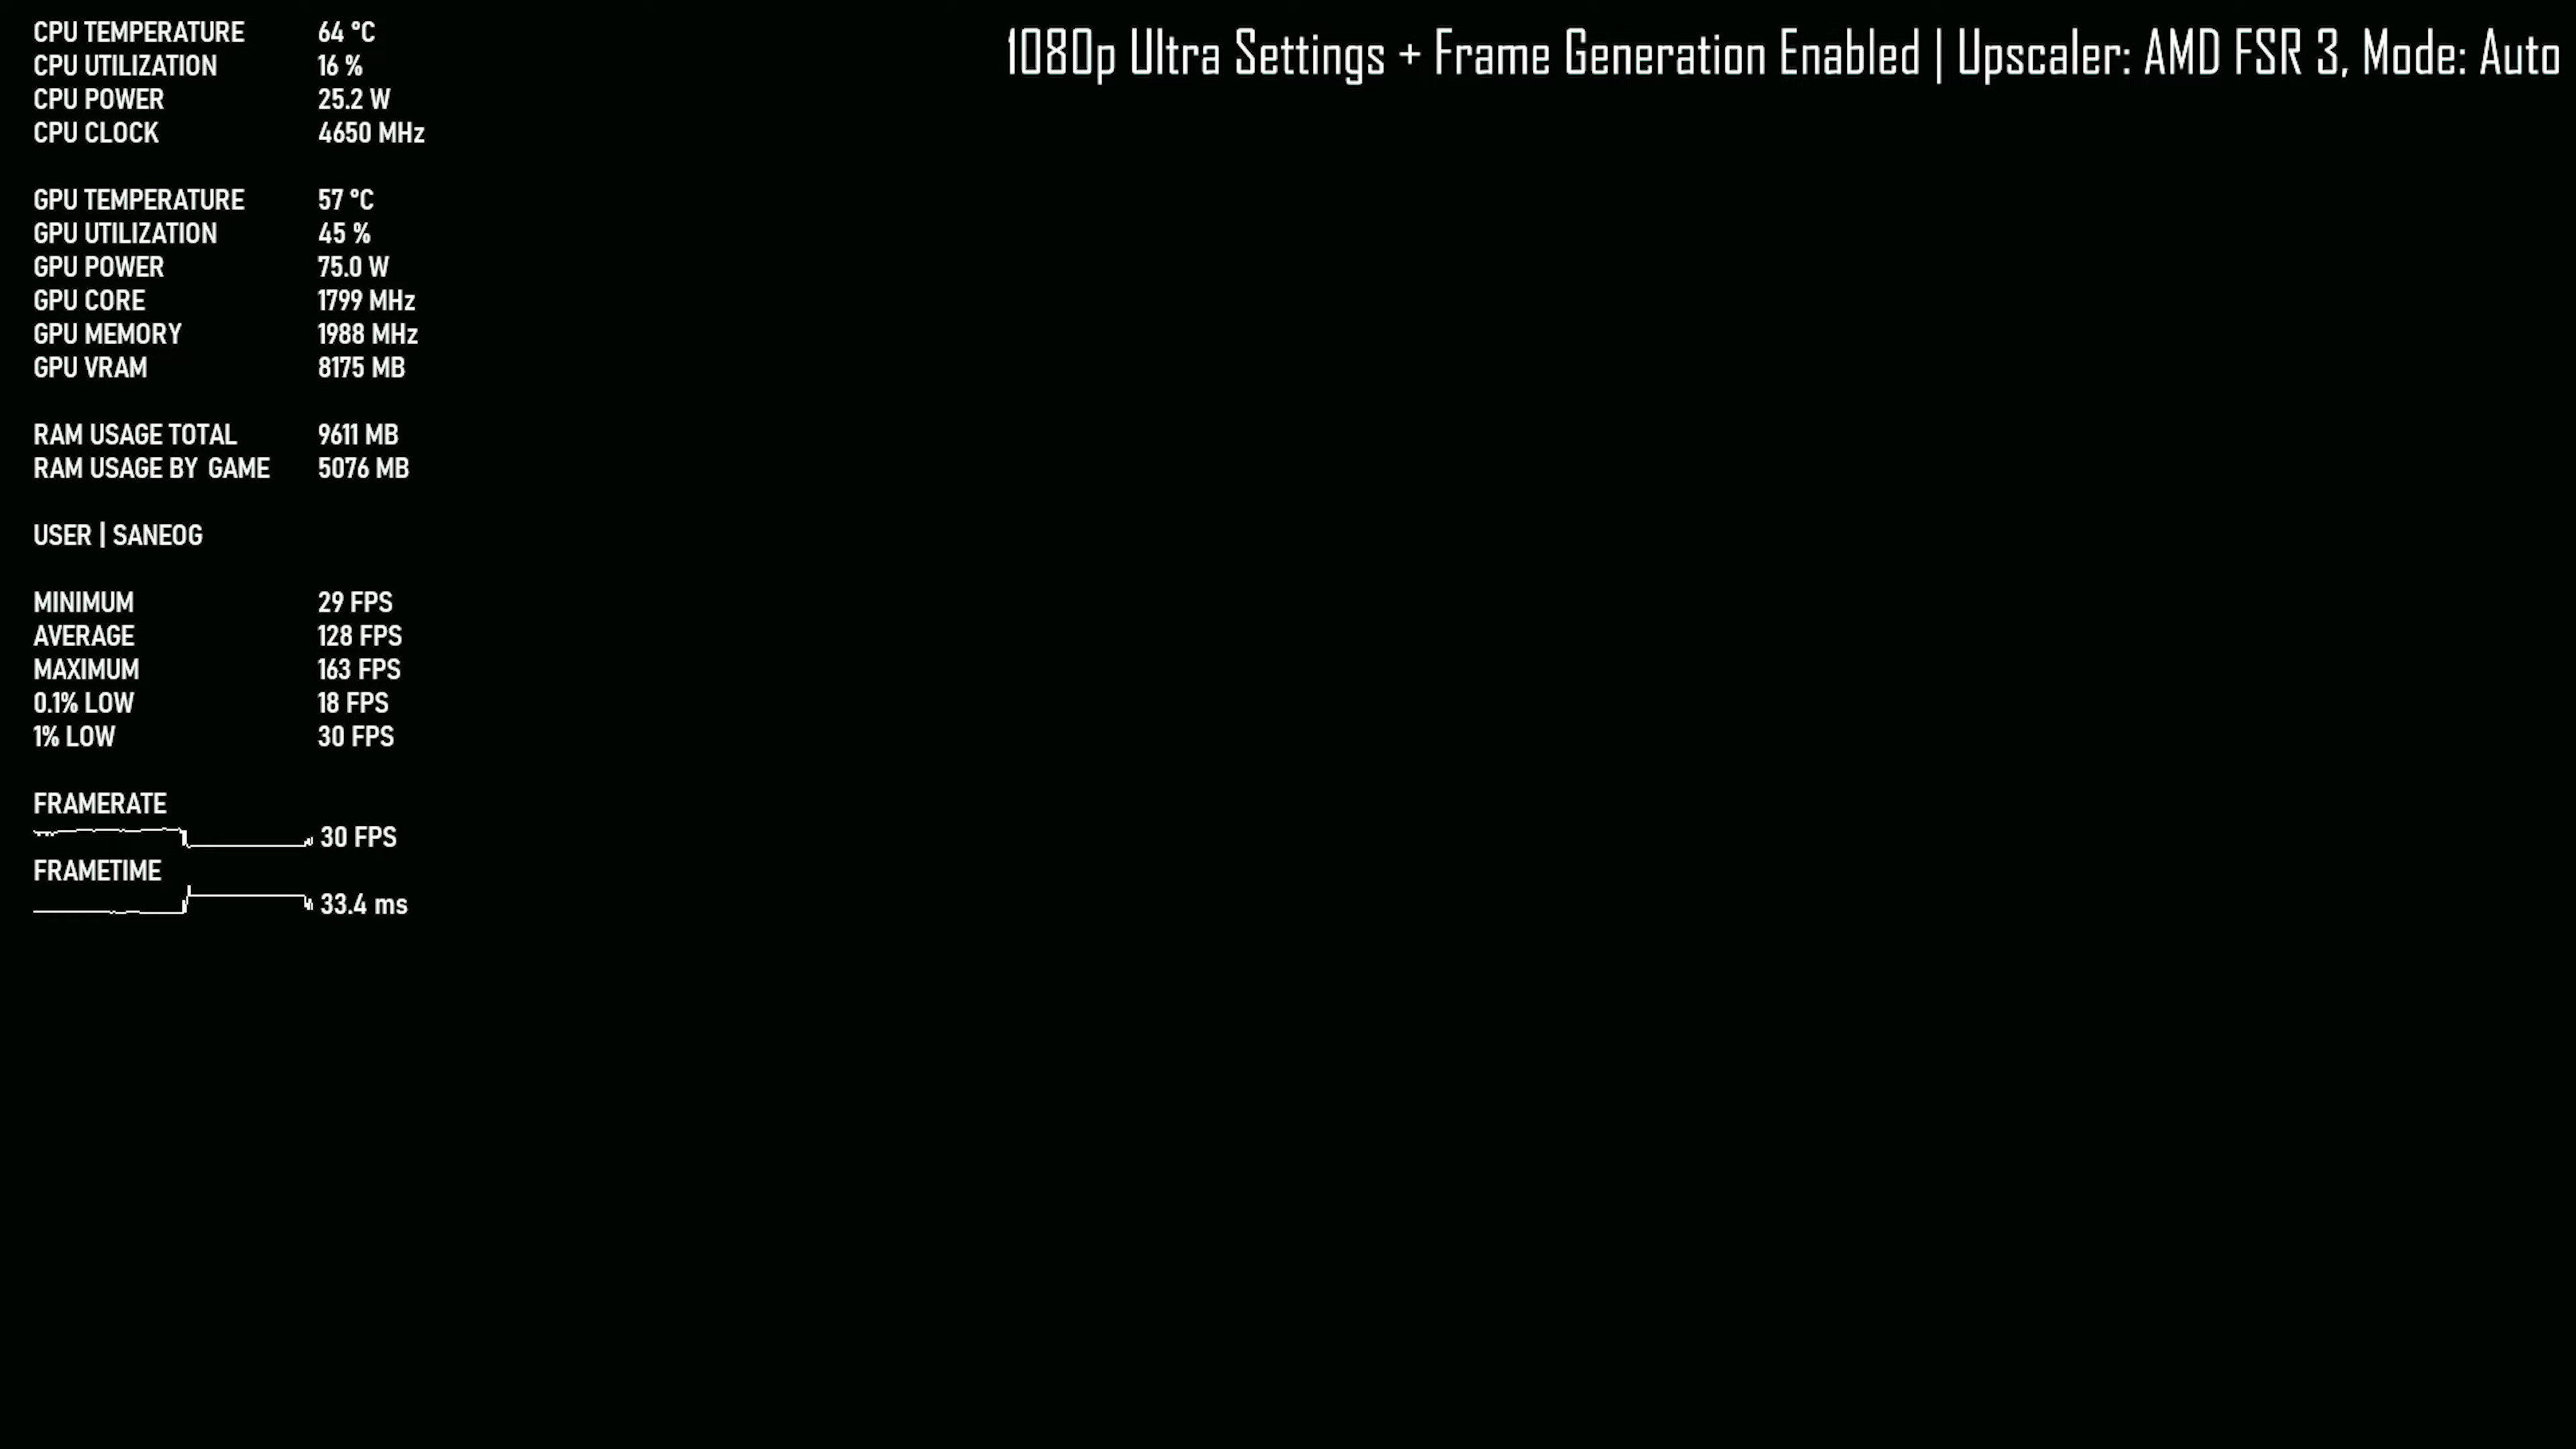 1080p Ultra Settings + Frame Generation Enabled | Upscaler: AMD FSR 3, Mode: Auto
CPU TEMPERATURE 64 °C
CPU UTILIZATION 16 %
CPU POWER 25.2 W
CPU CLOCK 4650 MHz
GPU TEMPERATURE 57 °C
GPU UTILIZATION 45 %
GPU POWER 75.0 W
GPU CORE 1799 MHz
GPU MEMORY 1988 MHz
GPU VRAM 8175 MB
RAM USAGE TOTAL 9611 MB
RAM USAGE BY GAME 5076 MB
USER | SANEOG
MINIMUM 29 FPS
AVERAGE 128 FPS
MAXIMUM 163 FPS
0.1% LOW 18 FPS
1% LOW 30 FPS
FRAMERATE
30 FPS
FRAMETIME
33.4 ms